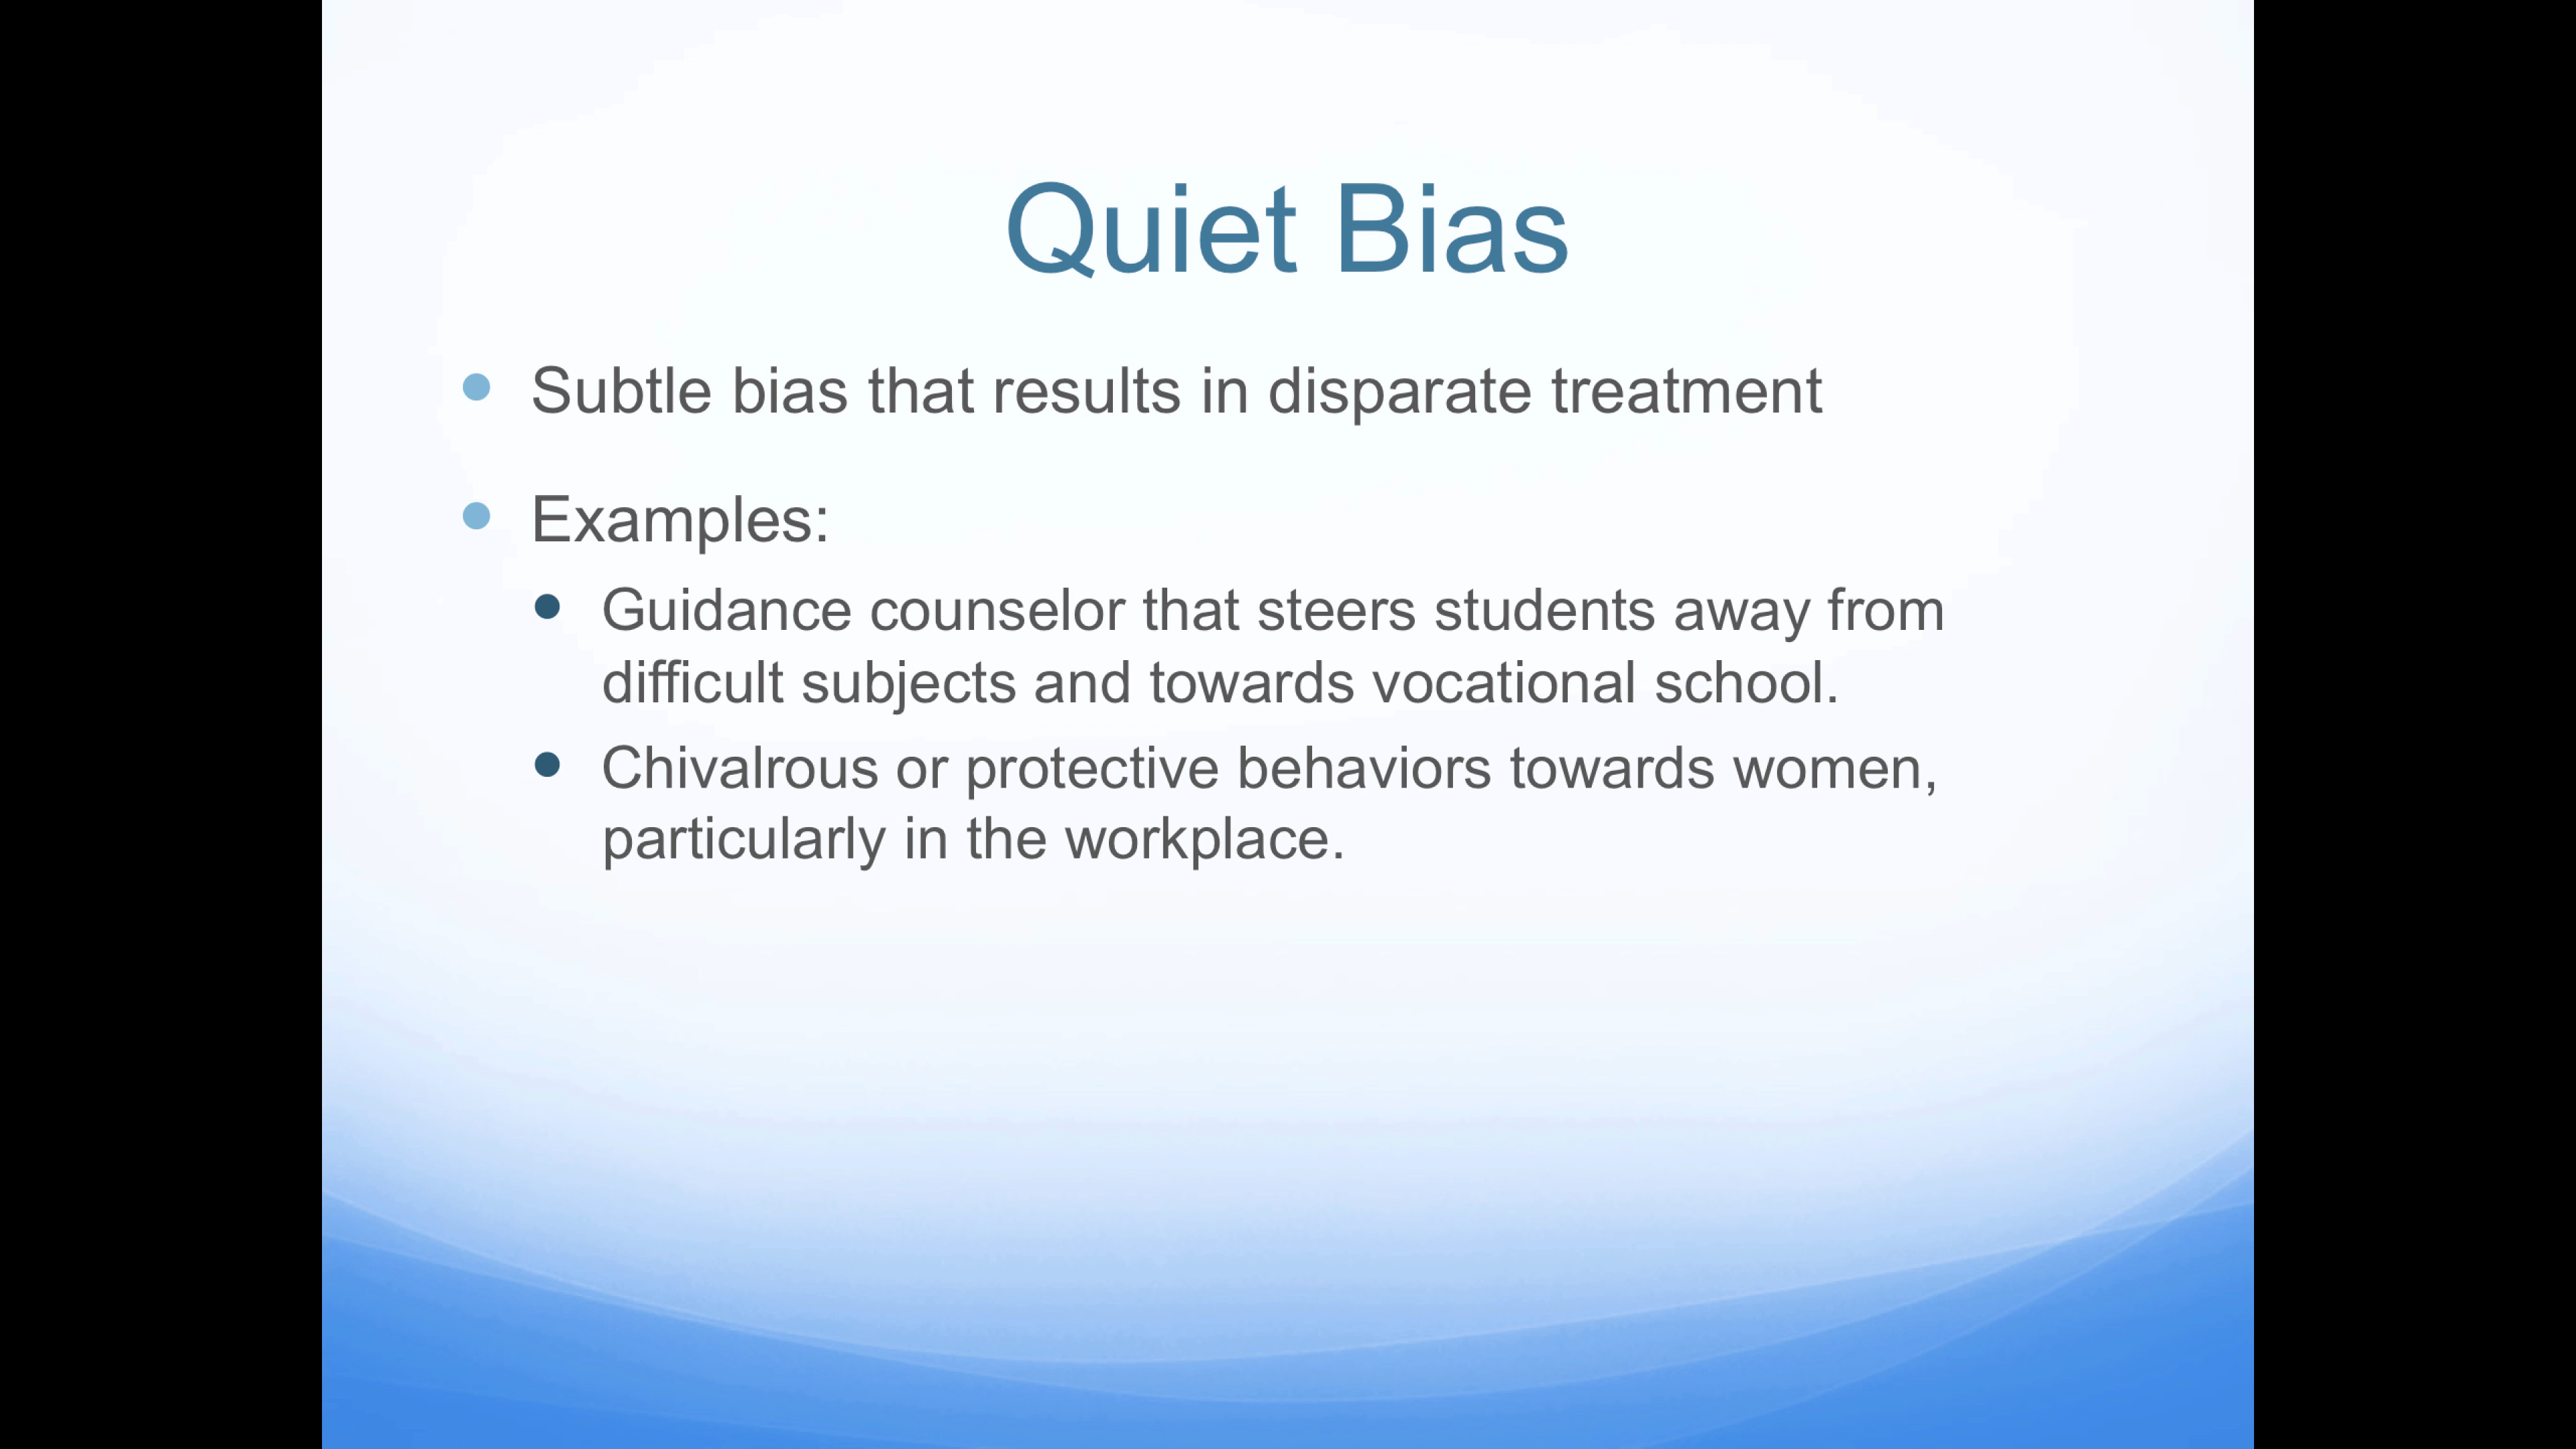 Quiet Bias
Subtle bias that results in disparate treatment
Examples:
Guidance counselor that steers students away from
difficult subjects and towards vocational school.
Chivalrous or protective behaviors towards women,
particularly in the workplace.